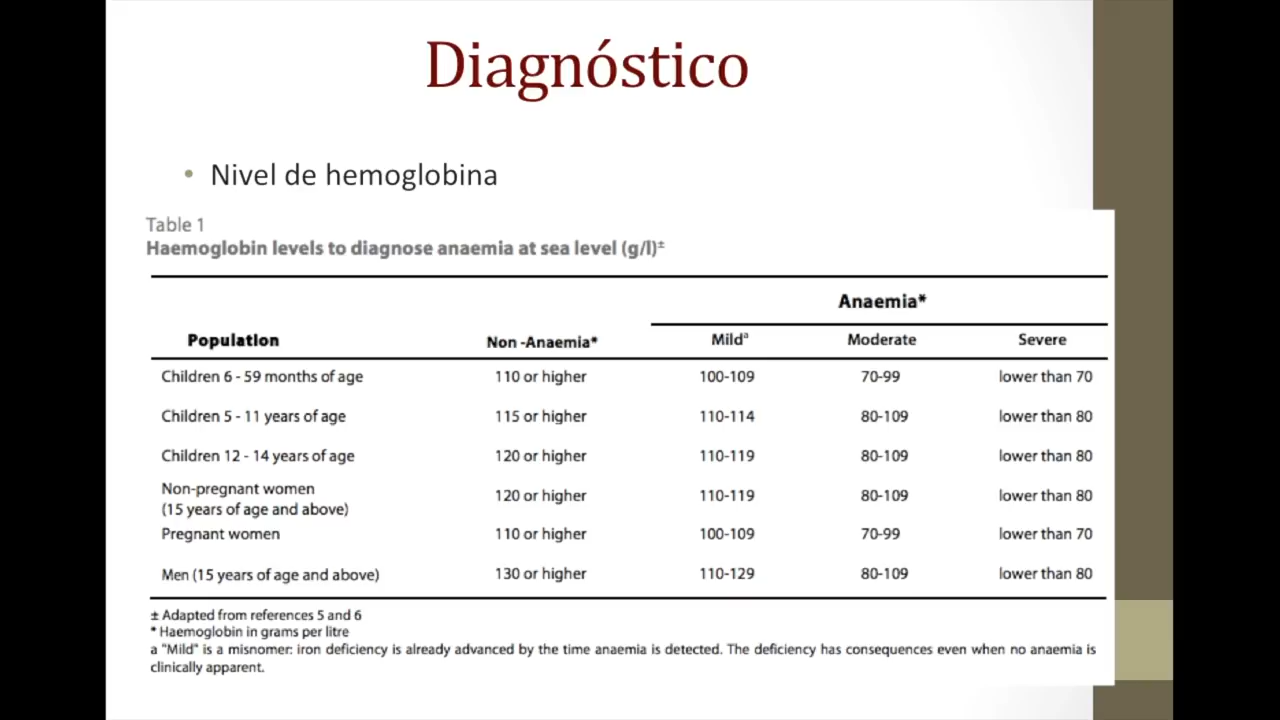 Diagnóstico
• Nivel de hemoglobina
Table 1
Haemoglobin levels to diagnose anaemia at sea level (g/l)±
Anaemia*
Population Non -Anaemia* Mildª Moderate Severe
Children 6 - 59 months of age 110 or higher 100-109 70-99 lower than 70
Children 5 - 11 years of age 115 or higher 110-114 80-109 lower than 80
Children 12 - 14 years of age 120 or higher 110-119 80-109 lower than 80
Non-pregnant women
(15 years of age and above) 120 or higher 110-119 80-109 lower than 80
Pregnant women 110 or higher 100-109 70-99 lower than 70
Men (15 years of age and above) 130 or higher 110-129 80-109 lower than 80
± Adapted from references 5 and 6
* Haemoglobin in grams per litre
a "Mild" is a misnomer: iron deficiency is already advanced by the time anaemia is detected. The deficiency has consequences even when no anaemia is
clinically apparent.